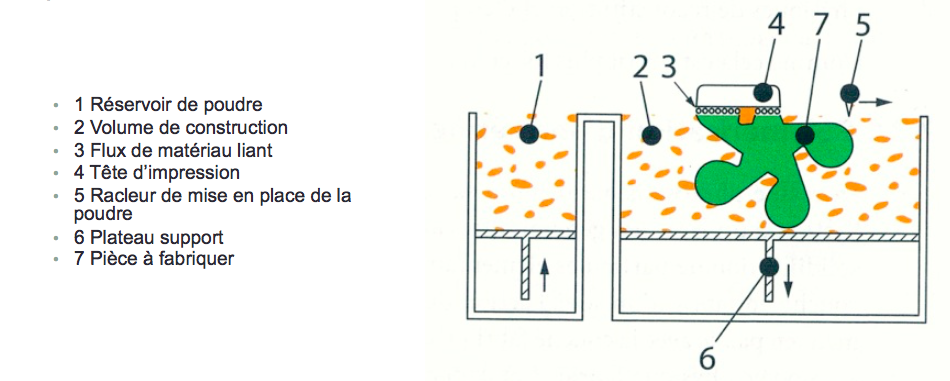 1 Réservoir de poudre
2 Volume de construction
3 Flux de matériau liant
4 Tête d'impression
5 Racleur de mise en place de la
poudre
6 Plateau support
7 Pièce à fabriquer
4 7 5
1 2 3
6